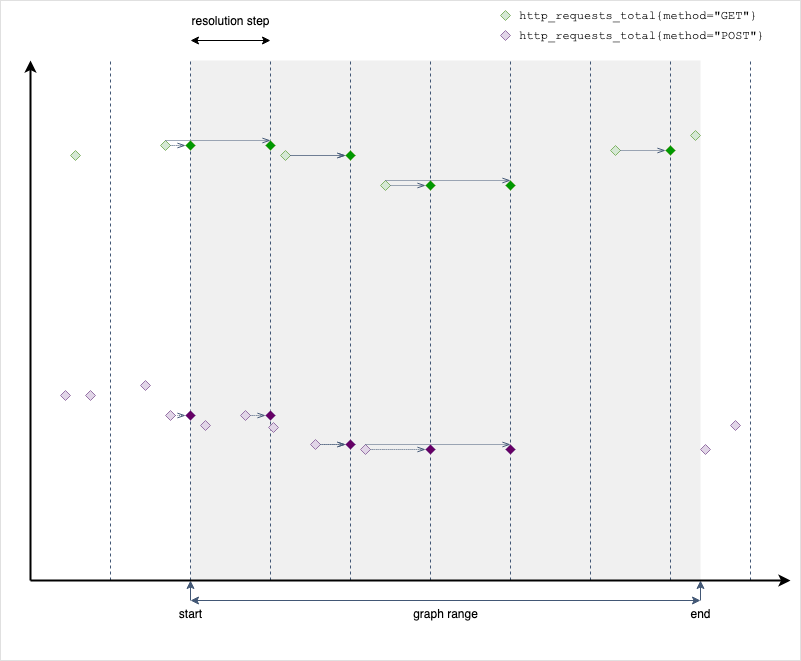 resolution step
http_requests_total{method="GET"}
http_requests_total{method="POST"}
start
graph range
end